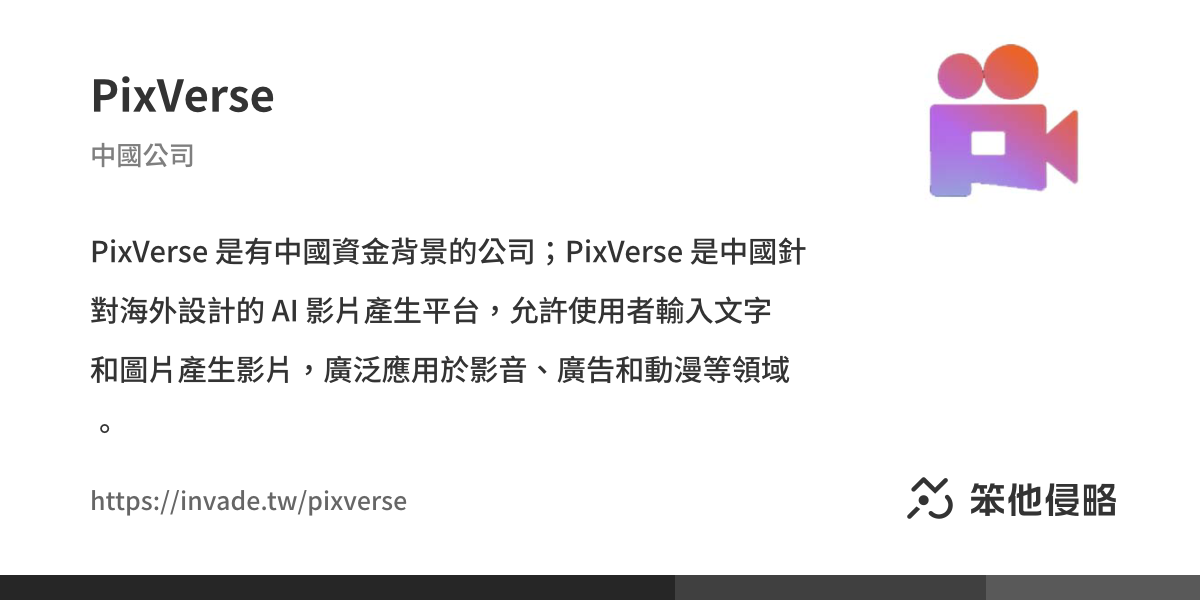 PixVerse
中國公司
PixVerse 是有中國資金背景的公司；PixVerse 是中國針
對海外設計的 AI 影片產生平台，允許使用者輸入文字
和圖片產生影片，廣泛應用於影音、廣告和動漫等領域
。
https://invade.tw/pixverse
笨他侵略